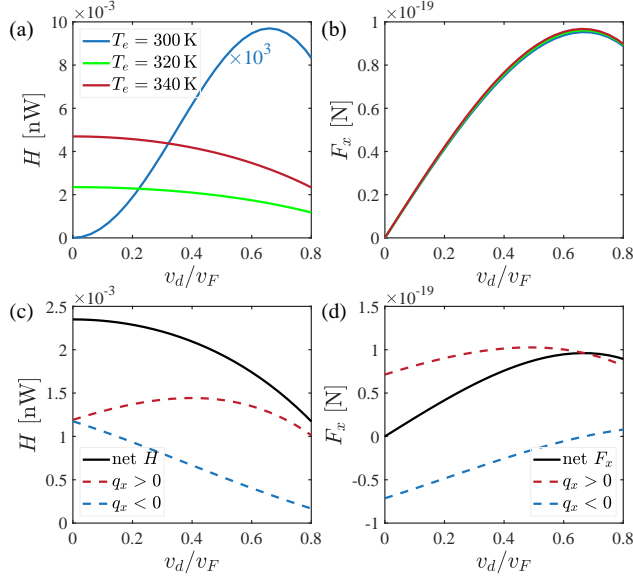 (a)
×10⁻³
H [nW]
10
8
6
4
2
0
T_e = 300 K
T_e = 320 K
T_e = 340 K
×10³
0
0.2
0.4
0.6
0.8
v_d/v_F
(b)
×10⁻¹⁹
F_x [N]
1
0.8
0.6
0.4
0.2
0
0
0.2
0.4
0.6
0.8
v_d/v_F
(c)
×10⁻³
H [nW]
2.5
2
1.5
1
0.5
0
net H
q_x > 0
q_x < 0
0
0.2
0.4
0.6
0.8
v_d/v_F
(d)
×10⁻¹⁹
F_x [N]
1.5
1
0.5
0
-0.5
-1
net F_x
q_x > 0
q_x < 0
0
0.2
0.4
0.6
0.8
v_d/v_F